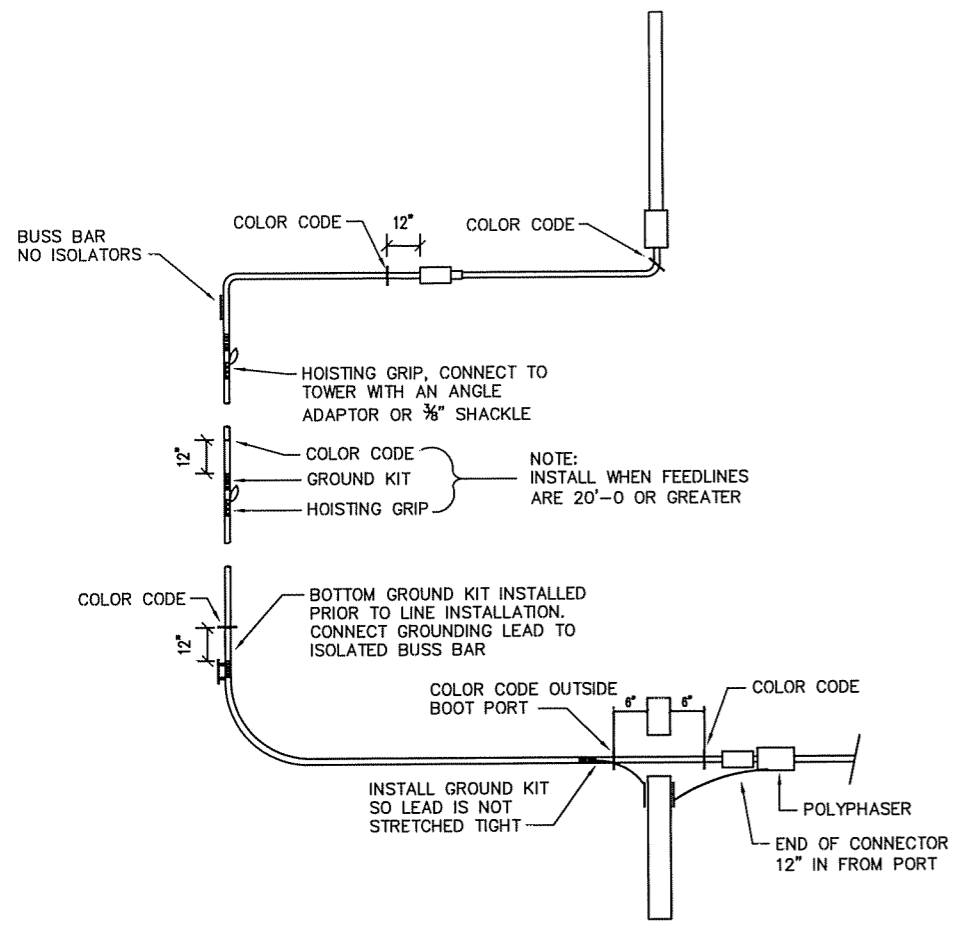 COLOR CODE
12"
COLOR CODE
BUSS BAR
NO ISOLATORS
HOISTING GRIP, CONNECT TO
TOWER WITH AN ANGLE
ADAPTOR OR ⅜" SHACKLE
12"
COLOR CODE
GROUND KIT
HOISTING GRIP
NOTE:
INSTALL WHEN FEEDLINES
ARE 20'-0 OR GREATER
COLOR CODE
12"
BOTTOM GROUND KIT INSTALLED
PRIOR TO LINE INSTALLATION.
CONNECT GROUNDING LEAD TO
ISOLATED BUSS BAR
COLOR CODE OUTSIDE
BOOT PORT
6"
6"
COLOR CODE
INSTALL GROUND KIT
SO LEAD IS NOT
STRETCHED TIGHT
POLYPHASER
END OF CONNECTOR
12" IN FROM PORT